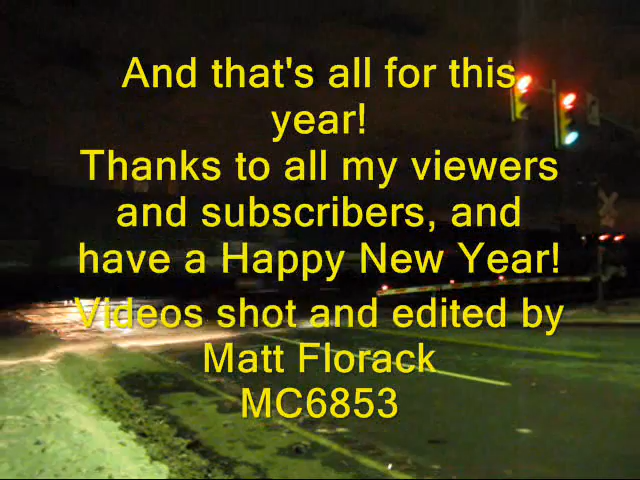 And that's all for this
year!
Thanks to all my viewers
and subscribers, and
have a Happy New Year!
Videos shot and edited by
Matt Florack
MC6853